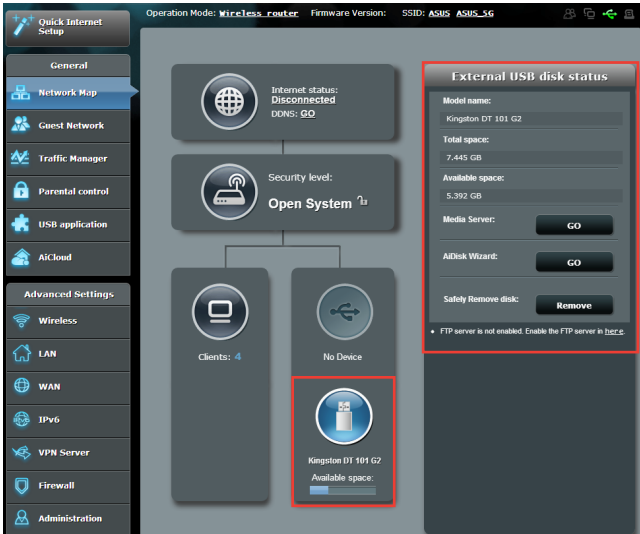 Operation Mode: Wireless router Firmware Version: SSID: ASUS ASUS_5G
Quick Internet
Setup
General
Network Map
Guest Network
Traffic Manager
Parental control
USB application
AiCloud
Advanced Settings
Wireless
LAN
WAN
IPv6
VPN Server
Firewall
Administration
Internet status:
Disconnected
DDNS: GO
Security level:
Open System
Clients: 4
No Device
Kingston DT 101 G2
Available space:
External USB disk status
Model name:
Kingston DT 101 G2
Total space:
7.445 GB
Available space:
5.392 GB
Media Server: GO
AiDisk Wizard: GO
Safely Remove disk: Remove
• FTP server is not enabled. Enable the FTP server in here.